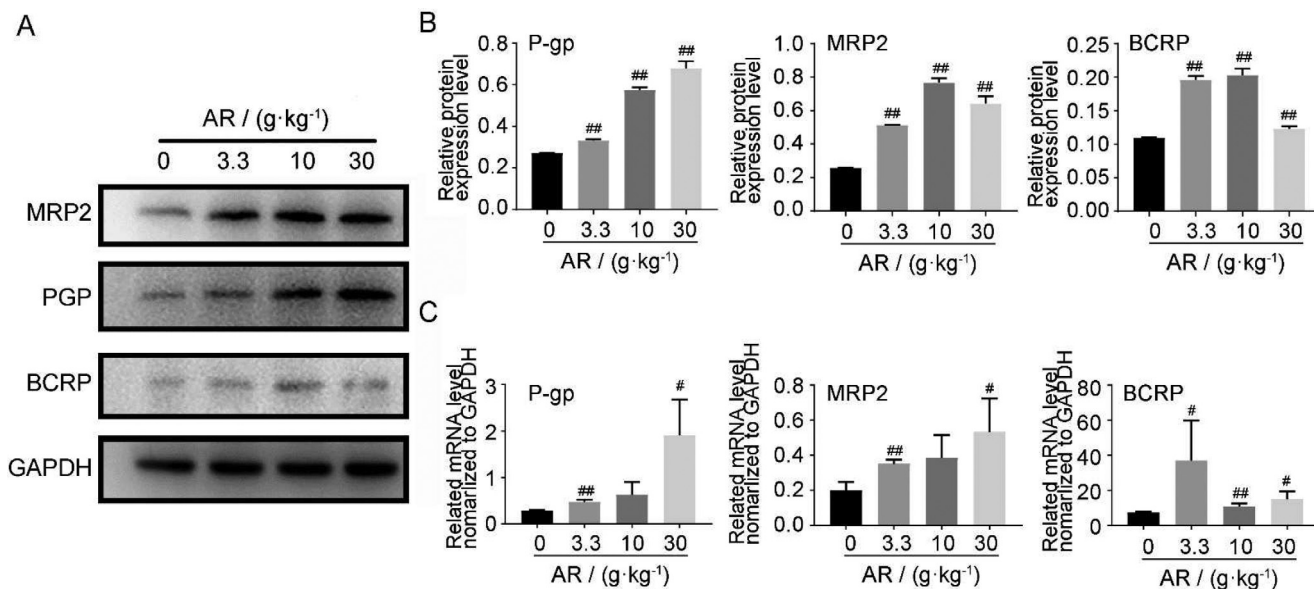 A
AR / (g·kg⁻¹)
0 3.3 10 30
MRP2
PGP
BCRP
GAPDH
B
P-gp
Relative protein
expression level
0.8
0.6
0.4
0.2
0.0
## ## ##
0 3.3 10 30
AR / (g·kg⁻¹)
MRP2
Relative protein
expression level
1.0
0.8
0.6
0.4
0.2
0.0
## ## ##
0 3.3 10 30
AR / (g·kg⁻¹)
BCRP
Relative protein
expression level
0.25
0.20
0.15
0.10
0.05
0.00
## ## ##
0 3.3 10 30
AR / (g·kg⁻¹)
C
P-gp
Related mRNA level
nomarlized to GAPDH
3
2
1
0
## #
0 3.3 10 30
AR / (g·kg⁻¹)
MRP2
Related mRNA level
nomarlized to GAPDH
0.8
0.6
0.4
0.2
0.0
## #
0 3.3 10 30
AR / (g·kg⁻¹)
BCRP
Related mRNA level
nomarlized to GAPDH
80
60
40
20
0
# ## #
0 3.3 10 30
AR / (g·kg⁻¹)